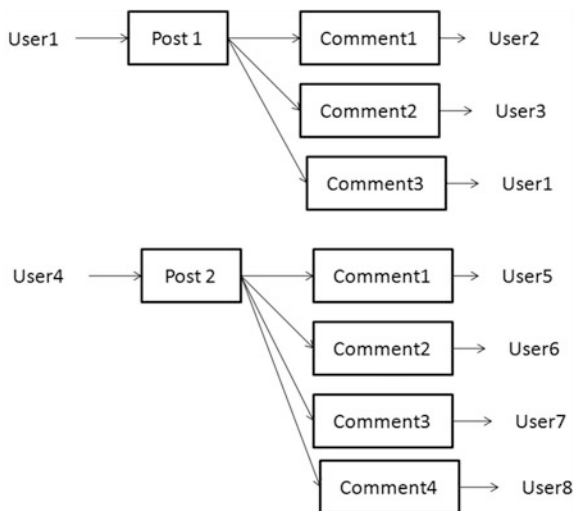 User1 Post 1 Comment1 User2
Comment2 User3
Comment3 User1
User4 Post 2 Comment1 User5
Comment2 User6
Comment3 User7
Comment4 User8